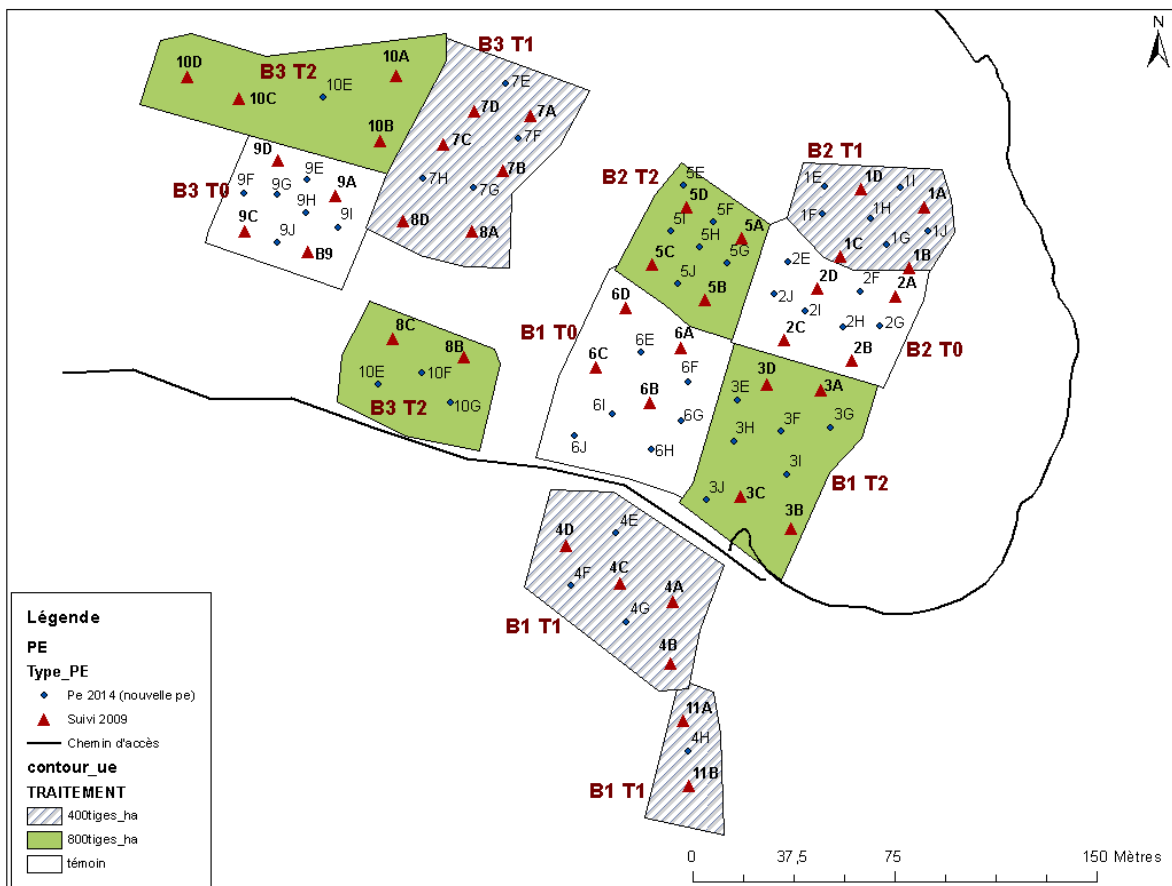 N
B3 T1
10D
B3 T2
10A
10E
7E
10C
7D
7A
7F
10B
7C
9D
7B
9E
9F
9G
7H
7G
B3 T0
9A
9H
9C
9I
8D
8A
9J
B9
B2 T1
B2 T2
5E
1E
1D
1I
1A
5D
5F
1F
1H
5I
5A
1J
5H
1G
5C
5G
2E
1C
1B
5J
5B
2J
2D
2F
2A
2I
2H
2G
2C
2B
B2 T0
B1 T0
6D
6E
6A
6C
6F
6B
6I
6G
6J
6H
8C
8B
10E
10F
10G
B3 T2
3D
3A
3E
3F
3G
3H
3I
3J
3C
3B
B1 T2
4E
4D
4C
4F
4A
4G
4B
B1 T1
11A
4H
11B
B1 T1
Légende
PE
Type_PE
Pe 2014 (nouvelle pe)
Suivi 2009
Chemin d'accès
contour_ue
TRAITEMENT
400tiges_ha
800tiges_ha
témoin
0 37,5 75 150 Mètres